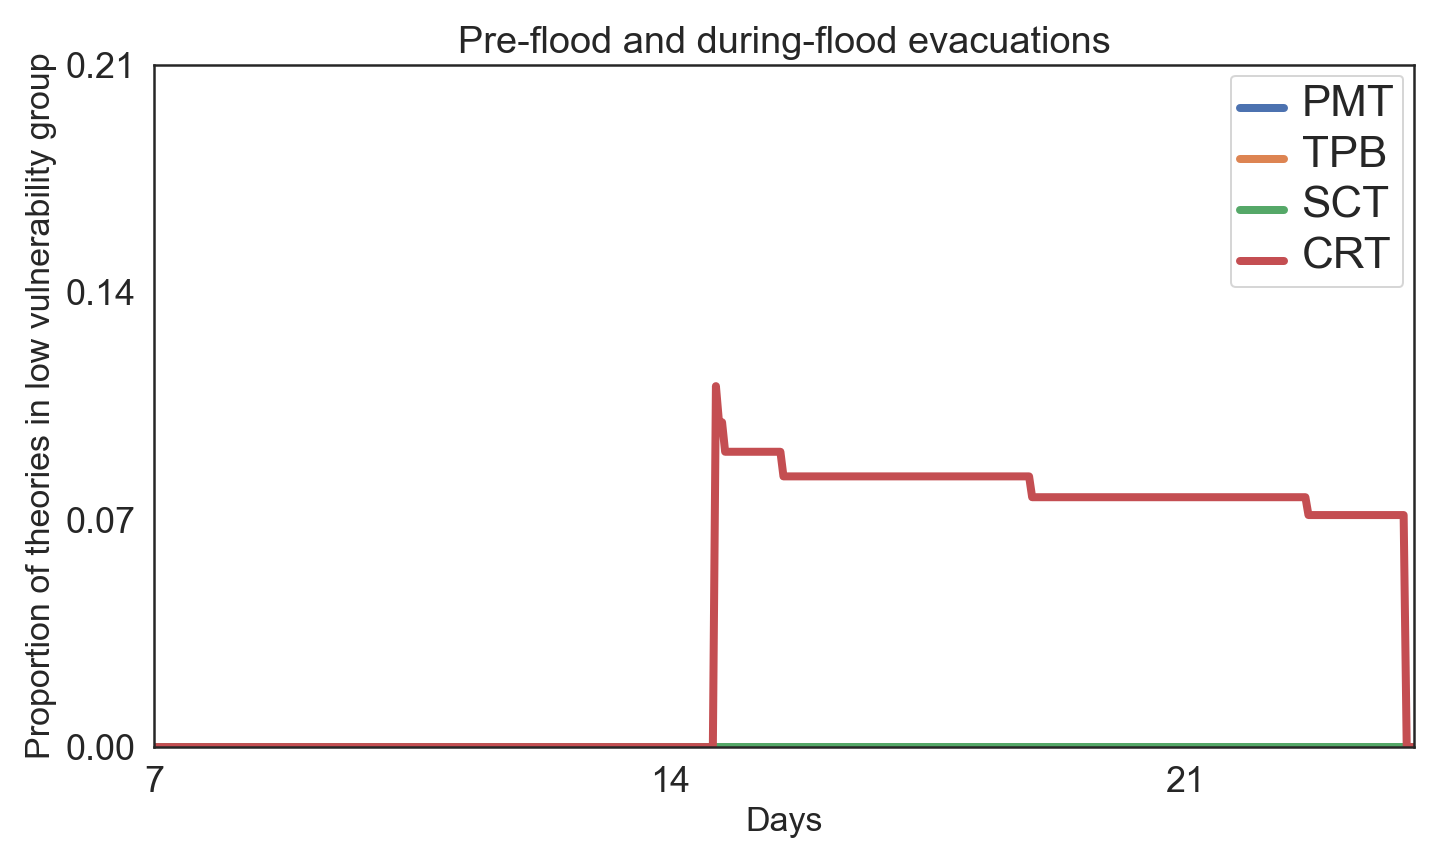 Pre-flood and during-flood evacuations
Proportion of theories in low vulnerability group
0.21
0.14
0.07
0.00
PMT
TPB
SCT
CRT
7
14
21
Days